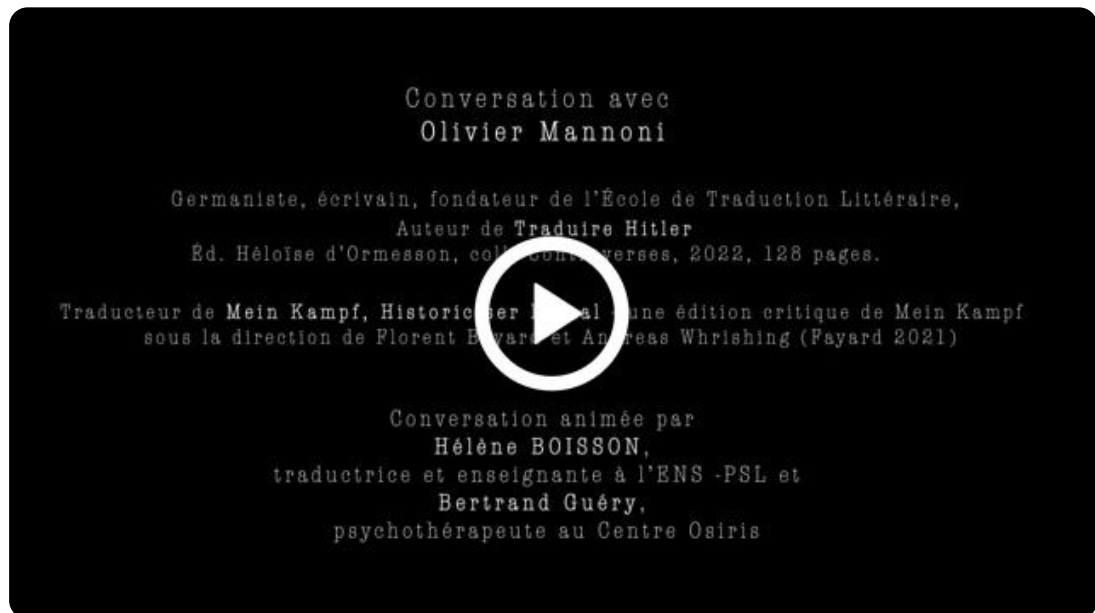 Conversation avec
Olivier Mannoni
Germaniste, écrivain, fondateur de l'École de Traduction Littéraire,
Auteur de Traduire Hitler
Éd. Héloïse d'Ormesson, 2022, 128 pages.
Traducteur de Mein Kampf, une édition critique de Mein Kampf
sous la direction de Florent et Whrishing (Fayard 2021)
Conversation animée par
Hélène BOISSON,
traductrice et enseignante à l'ENS -PSL et
Bertrand Guéry,
psychothérapeute au Centre Osiris